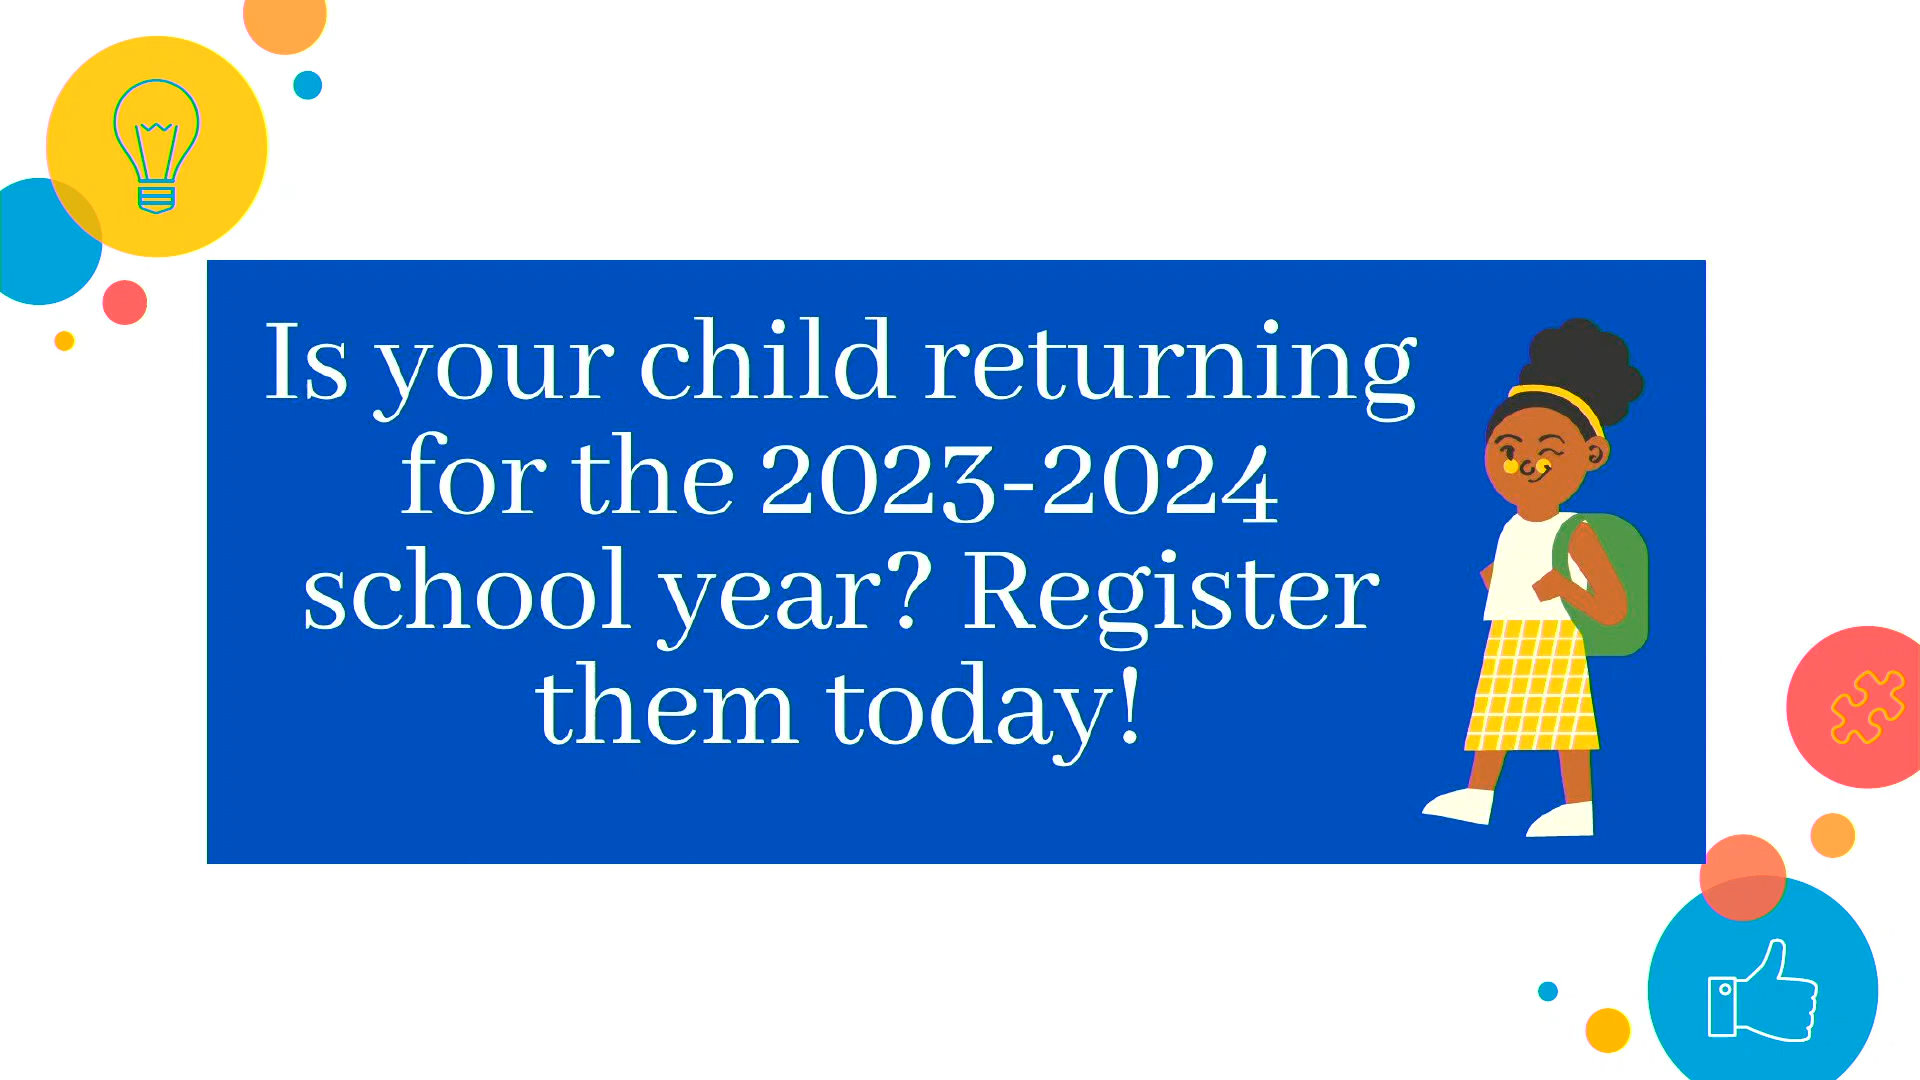 Is your child returning
for the 2023-2024
school year? Register
them today!